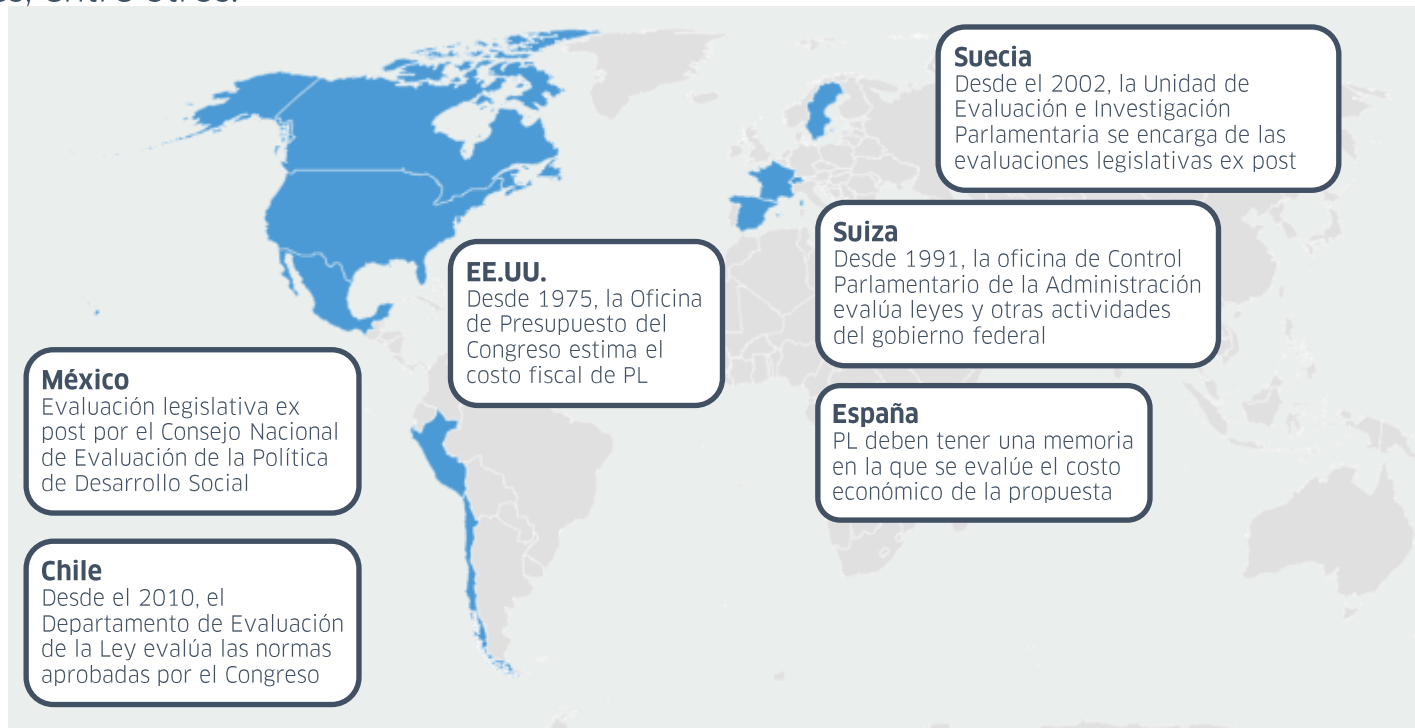 Suecia
Desde el 2002, la Unidad de
Evaluación e Investigación
Parlamentaria se encarga de las
evaluaciones legislativas ex post
Suiza
Desde 1991, la oficina de Control
Parlamentario de la Administración
evalúa leyes y otras actividades
del gobierno federal
EE.UU.
Desde 1975, la Oficina
de Presupuesto del
Congreso estima el
costo fiscal de PL
México
Evaluación legislativa ex
post por el Consejo Nacional
de Evaluación de la Política
de Desarrollo Social
España
PL deben tener una memoria
en la que se evalúe el costo
económico de la propuesta
Chile
Desde el 2010, el
Departamento de Evaluación
de la Ley evalúa las normas
aprobadas por el Congreso